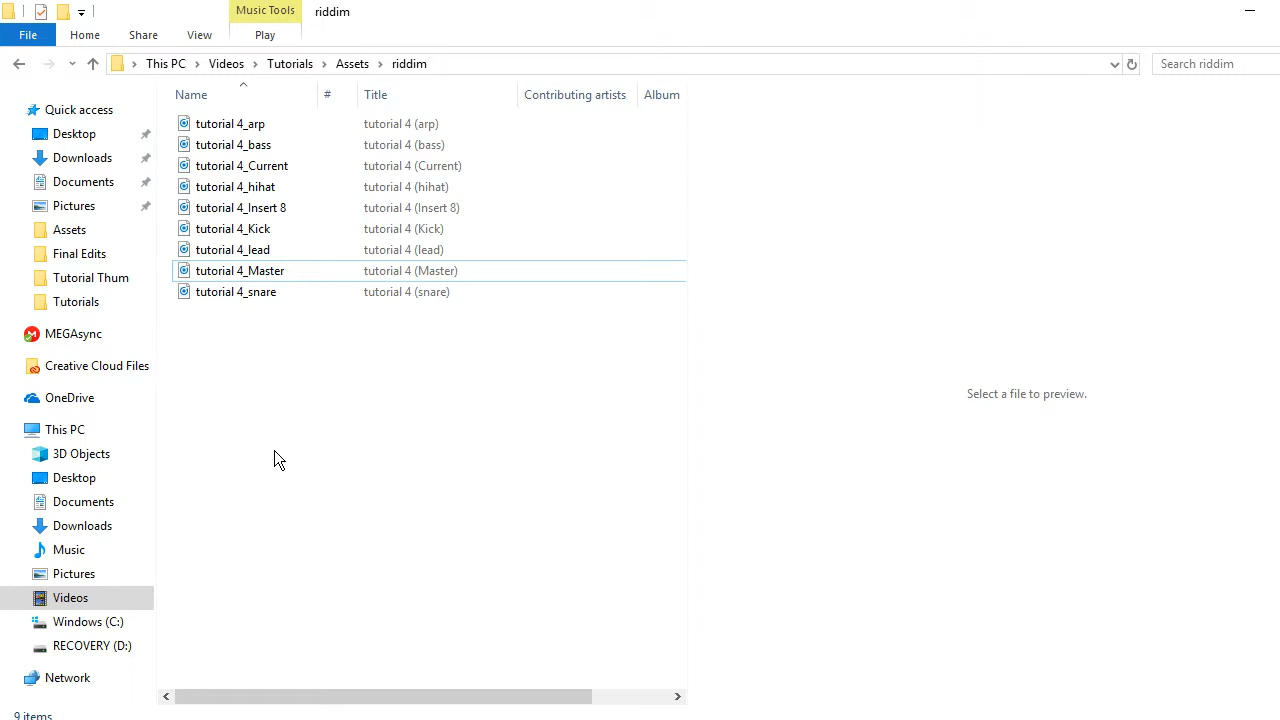 Music Tools riddim
File Home Share View Play
This PC Videos Tutorials Assets riddim Search riddim
Name # Title Contributing artists Album
Quick access
Desktop
Downloads
Documents
Pictures
Assets
Final Edits
Tutorial Thum
Tutorials
MEGAsync
Creative Cloud Files
OneDrive
This PC
3D Objects
Desktop
Documents
Downloads
Music
Pictures
Videos
Windows (C:)
RECOVERY (D:)
Network
tutorial 4_arp tutorial 4 (arp)
tutorial 4_bass tutorial 4 (bass)
tutorial 4_Current tutorial 4 (Current)
tutorial 4_hihat tutorial 4 (hihat)
tutorial 4_Insert 8 tutorial 4 (Insert 8)
tutorial 4_Kick tutorial 4 (Kick)
tutorial 4_lead tutorial 4 (lead)
tutorial 4_Master tutorial 4 (Master)
tutorial 4_snare tutorial 4 (snare)
Select a file to preview.
9 items